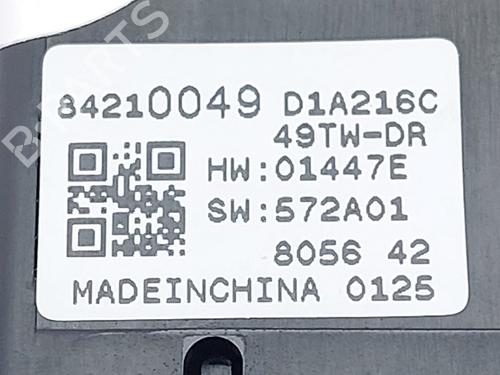 84210049 D1A216C
49TW-DR
HW:01447E
SW:572A01
8056 42
MADEINCHINA 0125